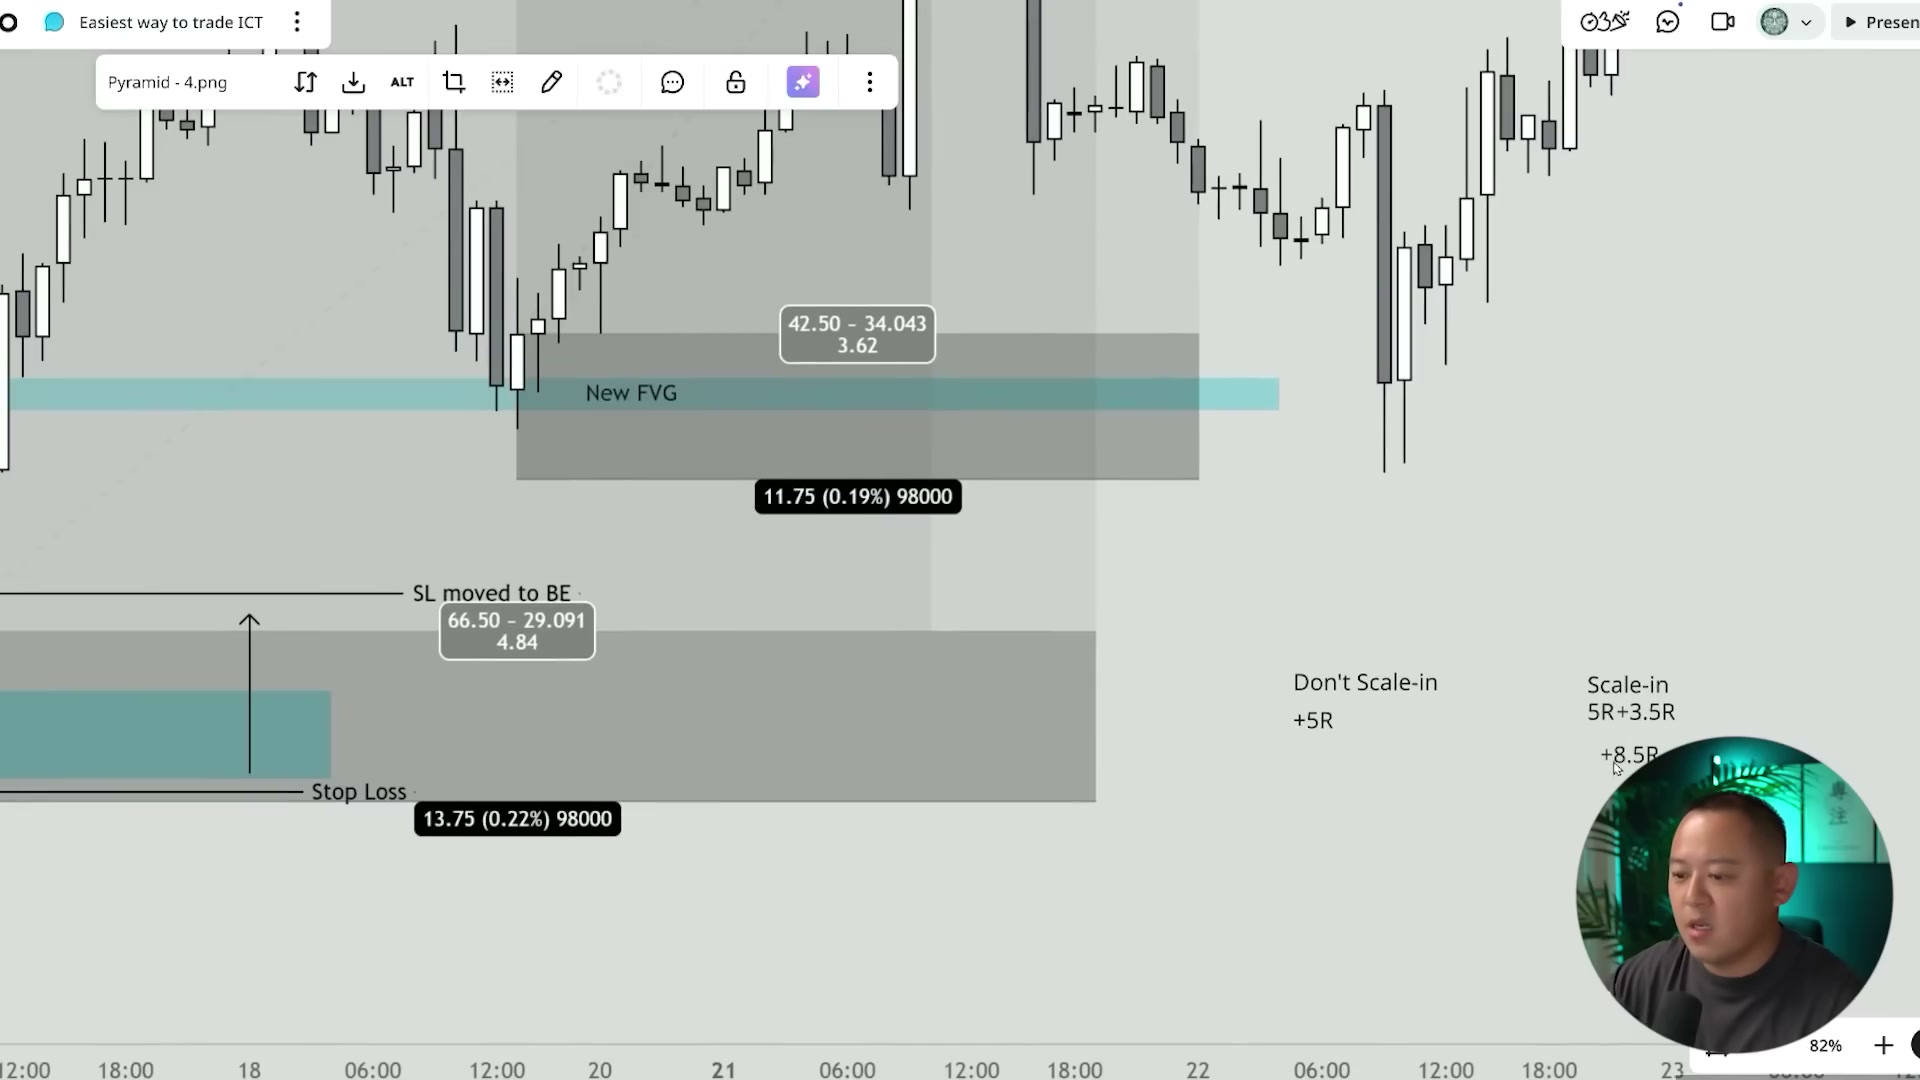 Easiest way to trade ICT
Presen
Pyramid - 4.png
ALT
42.50 – 34.043
3.62
New FVG
11.75 (0.19%) 98000
SL moved to BE
66.50 – 29.091
4.84
Don't Scale-in
+5R
Scale-in
5R+3.5R
+8.5R
Stop Loss
13.75 (0.22%) 98000
82%
12:00
18:00
18
06:00
12:00
20
21
06:00
12:00
18:00
22
06:00
12:00
18:00
23